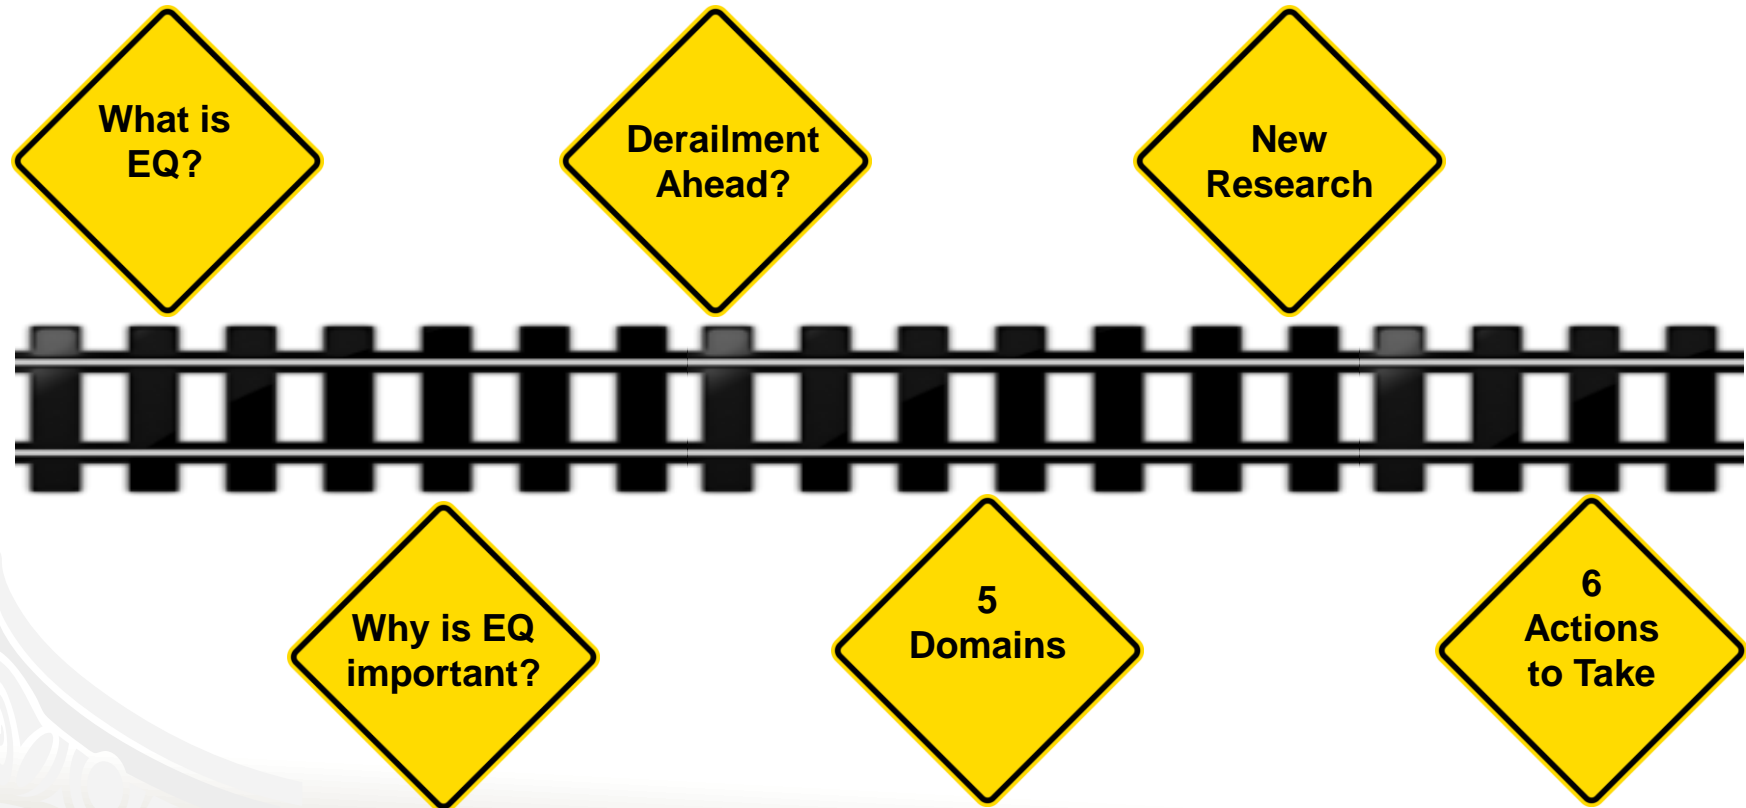 What is
EQ?
Derailment
Ahead?
New
Research
Why is EQ
important?
5
Domains
6
Actions
to Take